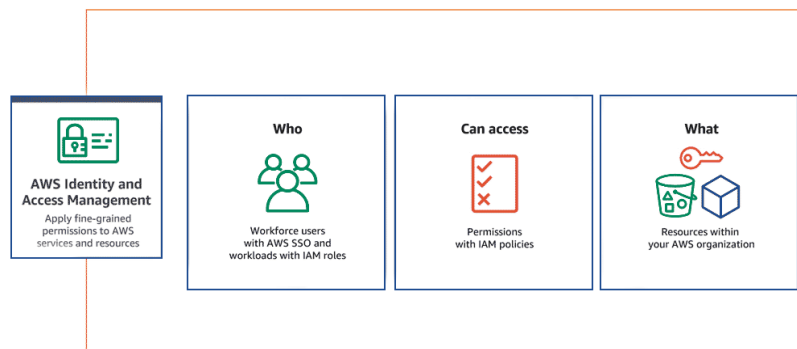 AWS Identity and
Access Management
Apply fine-grained
permissions to AWS
services and resources
Who
Workforce users
with AWS SSO and
workloads with IAM roles
Can access
Permissions
with IAM policies
What
Resources within
your AWS organization